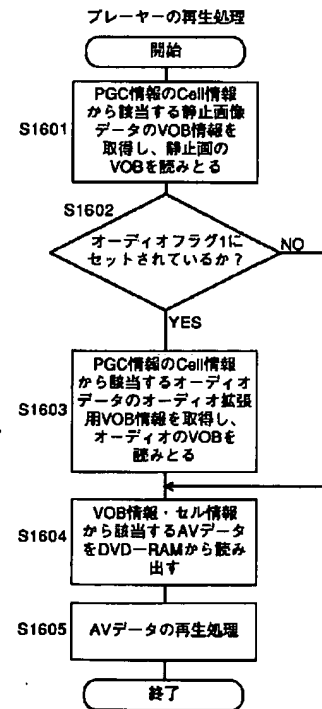 プレーヤーの再生処理
開始
S1601
PGC情報のCell情報
から該当する静止画像
データのVOB情報を
取得し、静止画の
VOBを読みとる
S1602
オーディオフラグ1に
セットされているか?
NO
YES
S1603
PGC情報のCell情報
から該当するオーディオ
データのオーディオ拡張
用VOB情報を取得し、
オーディオのVOBを
読みとる
S1604
VOB情報・セル情報
から該当するAVデータ
をDVD-RAMから読み
出す
S1605
AVデータの再生処理
終了